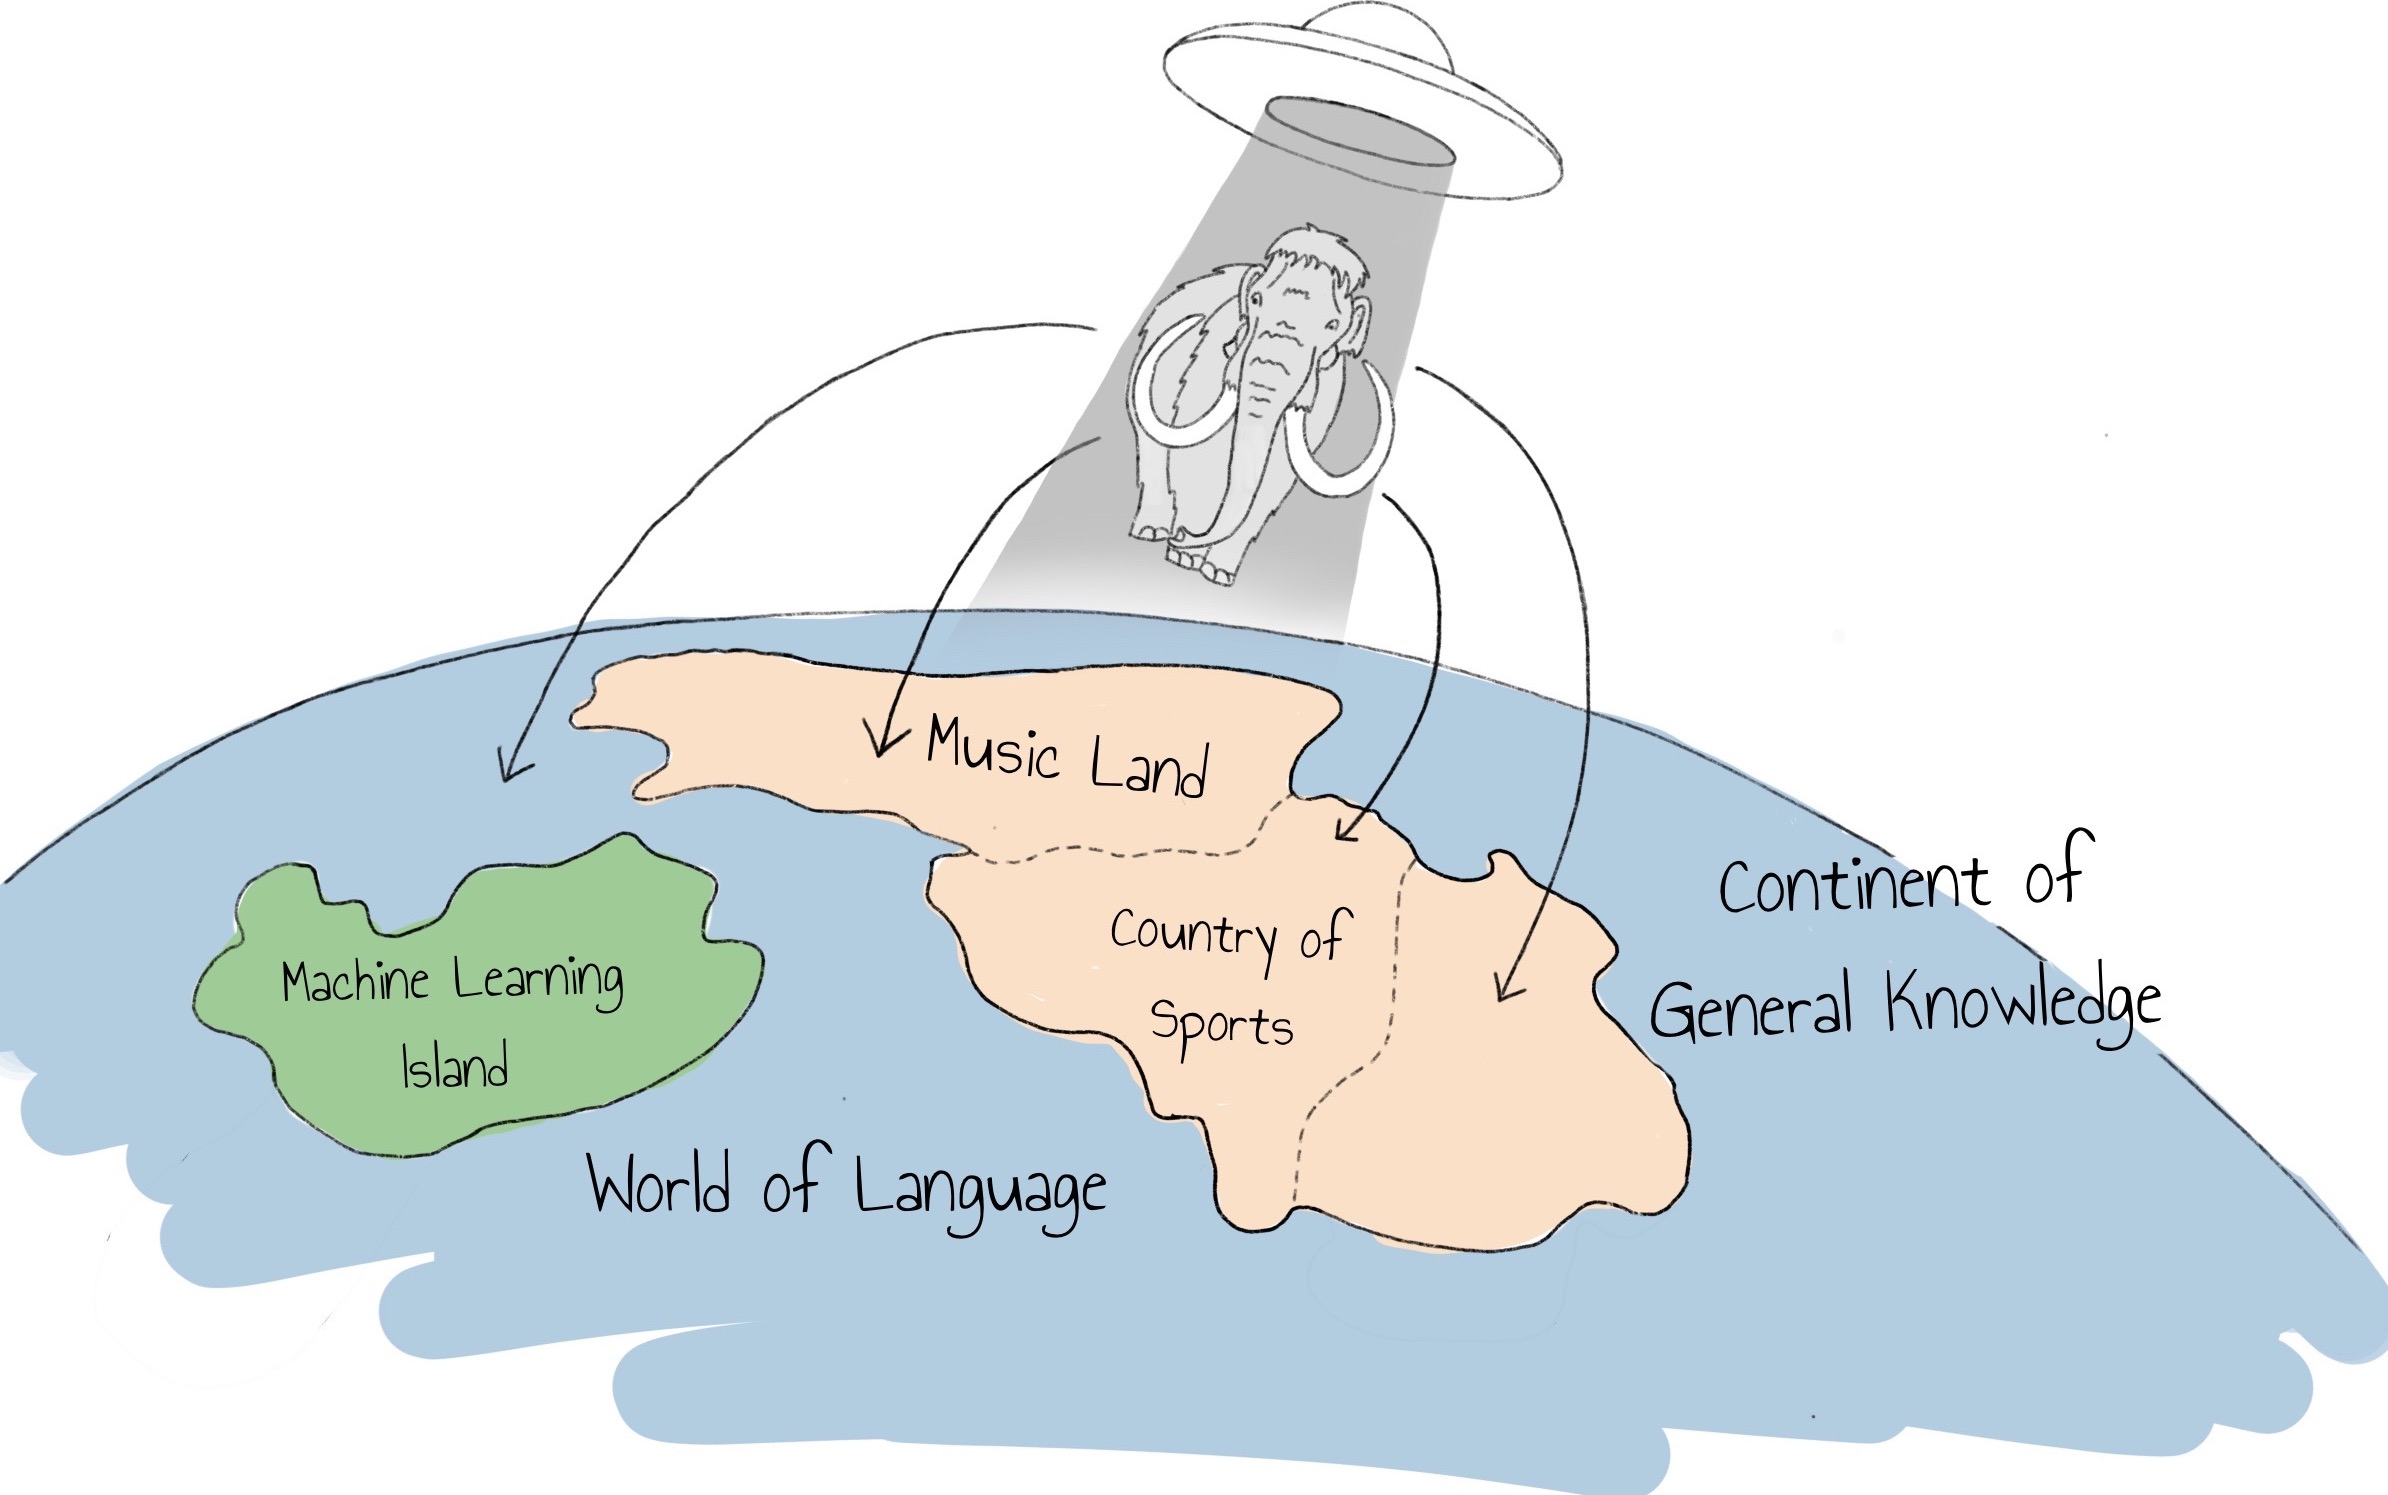 Music Land
Continent of
General Knowledge
Country of
Sports
Machine Learning
Island
World of Language